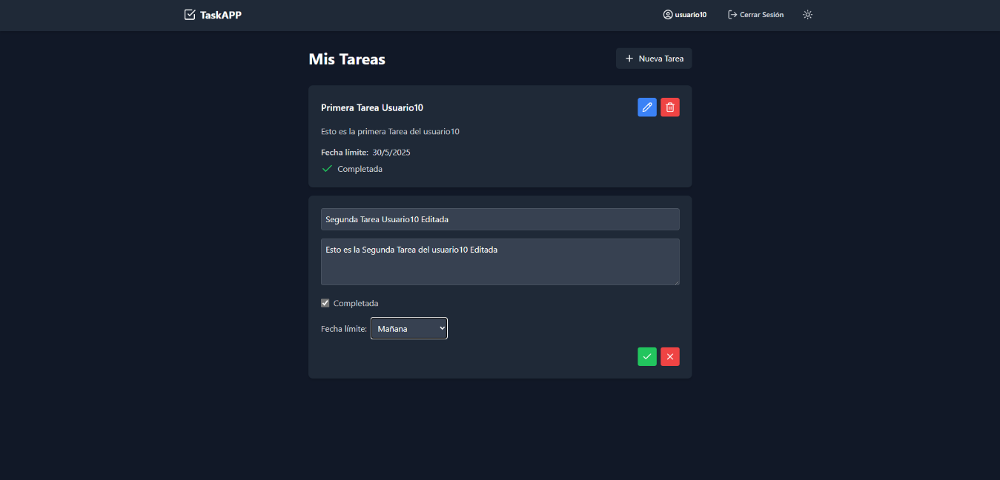 TaskAPP
usuario10
Cerrar Sesión
Mis Tareas
Nueva Tarea
Primera Tarea Usuario10
Esto es la primera Tarea del usuario10
Fecha límite: 30/5/2025
Completada
Segunda Tarea Usuario10 Editada
Esto es la Segunda Tarea del usuario10 Editada
Completada
Fecha límite: Mañana